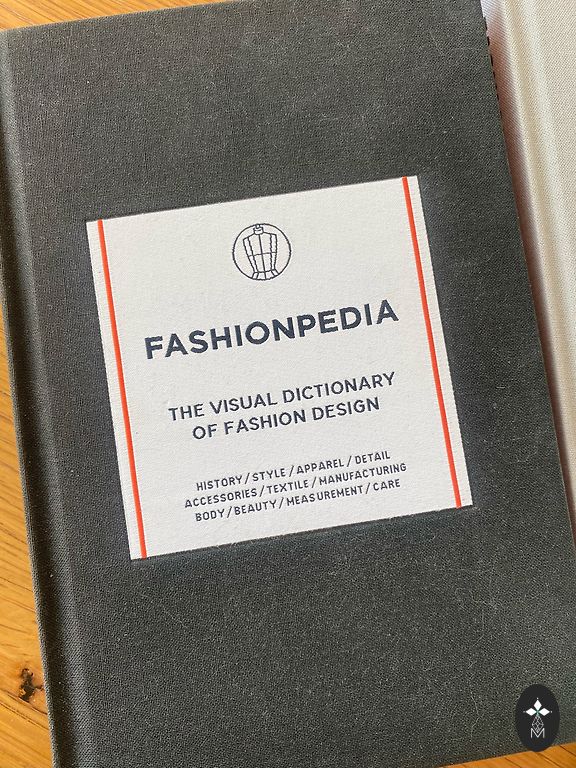 FASHIONPEDIA
THE VISUAL DICTIONARY
OF FASHION DESIGN
HISTORY / STYLE / APPAREL / DETAIL
ACCESSORIES / TEXTILE / MANUFACTURING
BODY / BEAUTY / MEASUREMENT / CARE
M